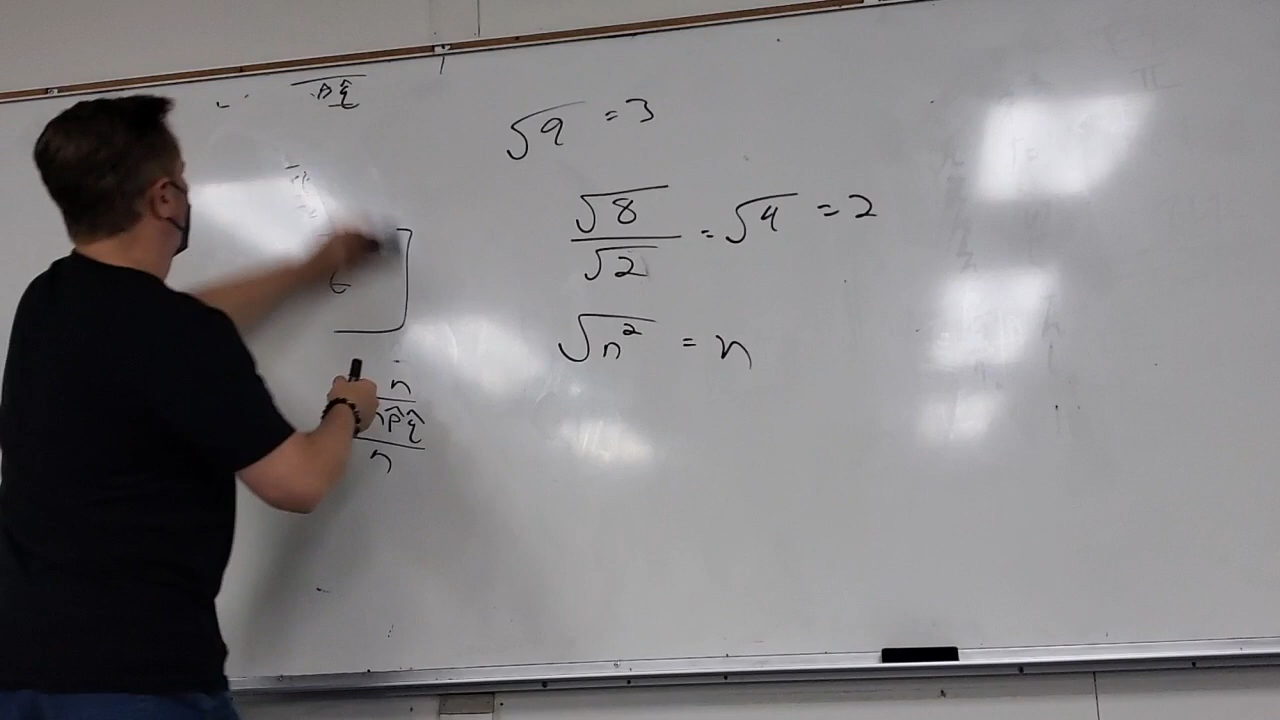 p̂q̂
√9 = 3
√8 / √2 = √4 = 2
√n² = n
n
p̂q̂
n